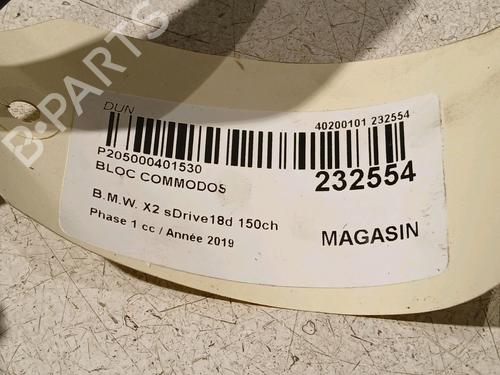 B-PARTS
DUN
40200101 232554
P205000401530
BLOC COMMODOS
232554
B.M.W. X2 sDrive18d 150ch
Phase 1 cc / Année 2019
MAGASIN